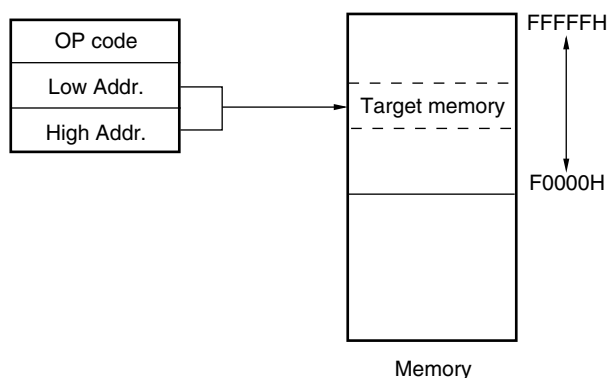 OP code
Low Addr.
High Addr.
FFFFFH
Target memory
F0000H
Memory